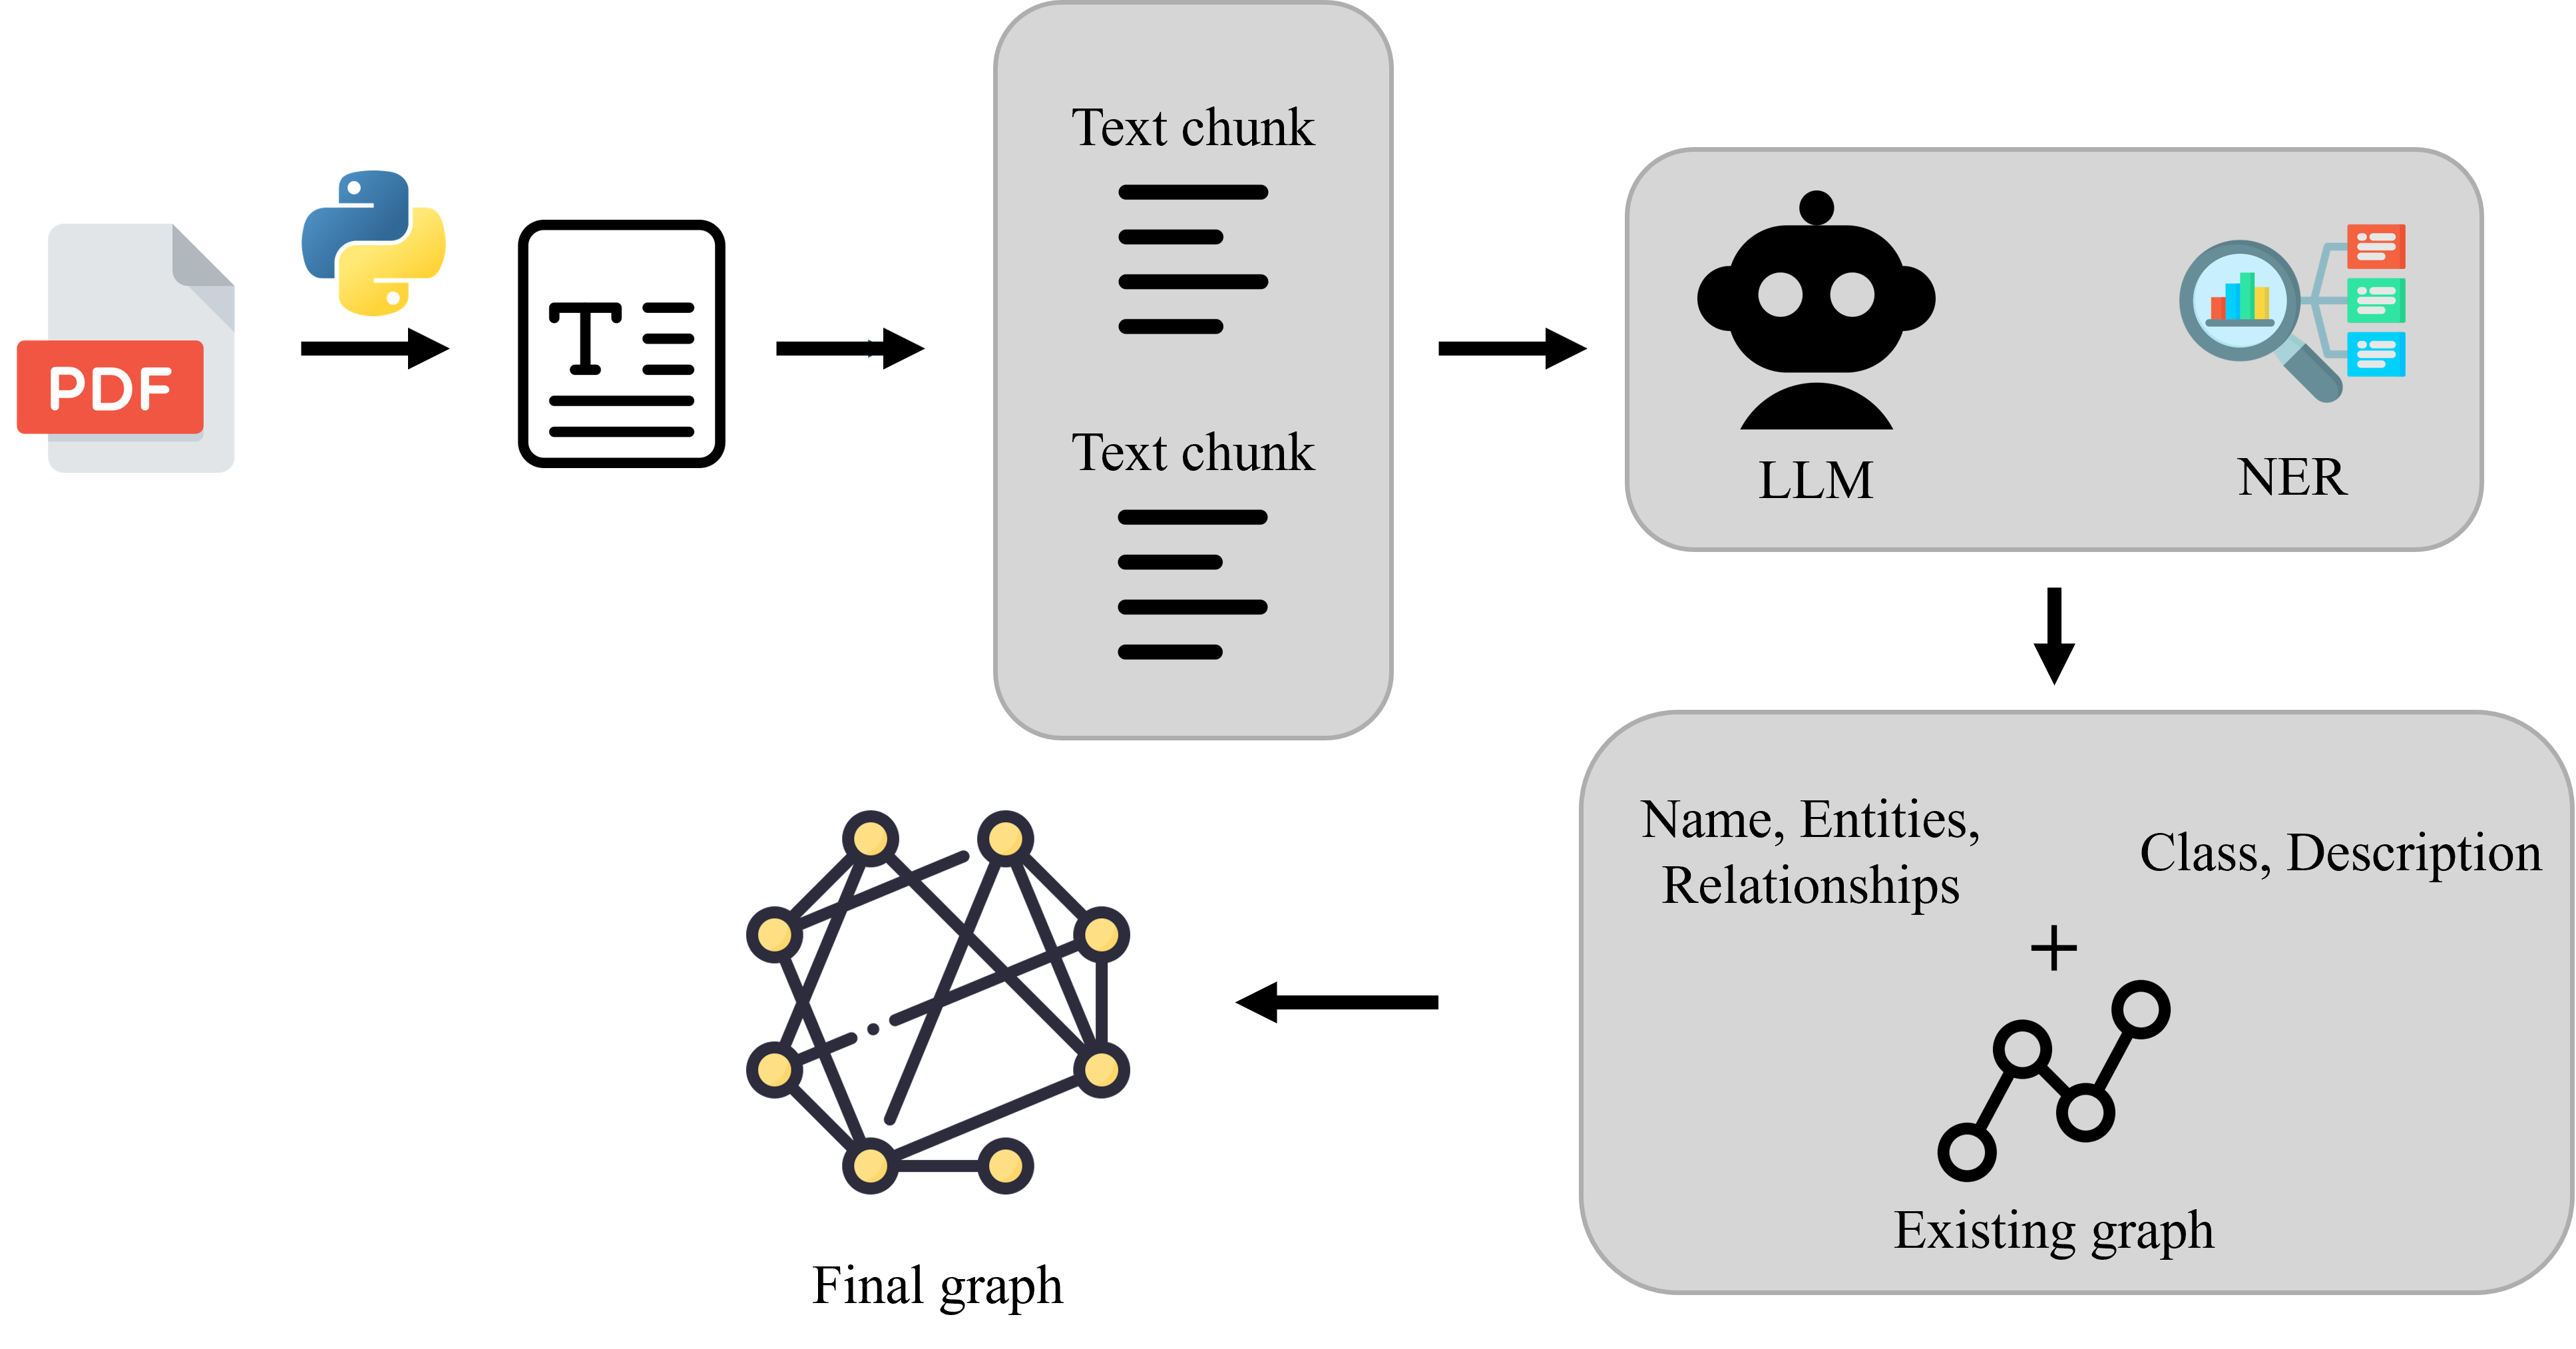 PDF
T
Text chunk
Text chunk
LLM
NER
Name, Entities,
Relationships
Class, Description
+
Existing graph
Final graph